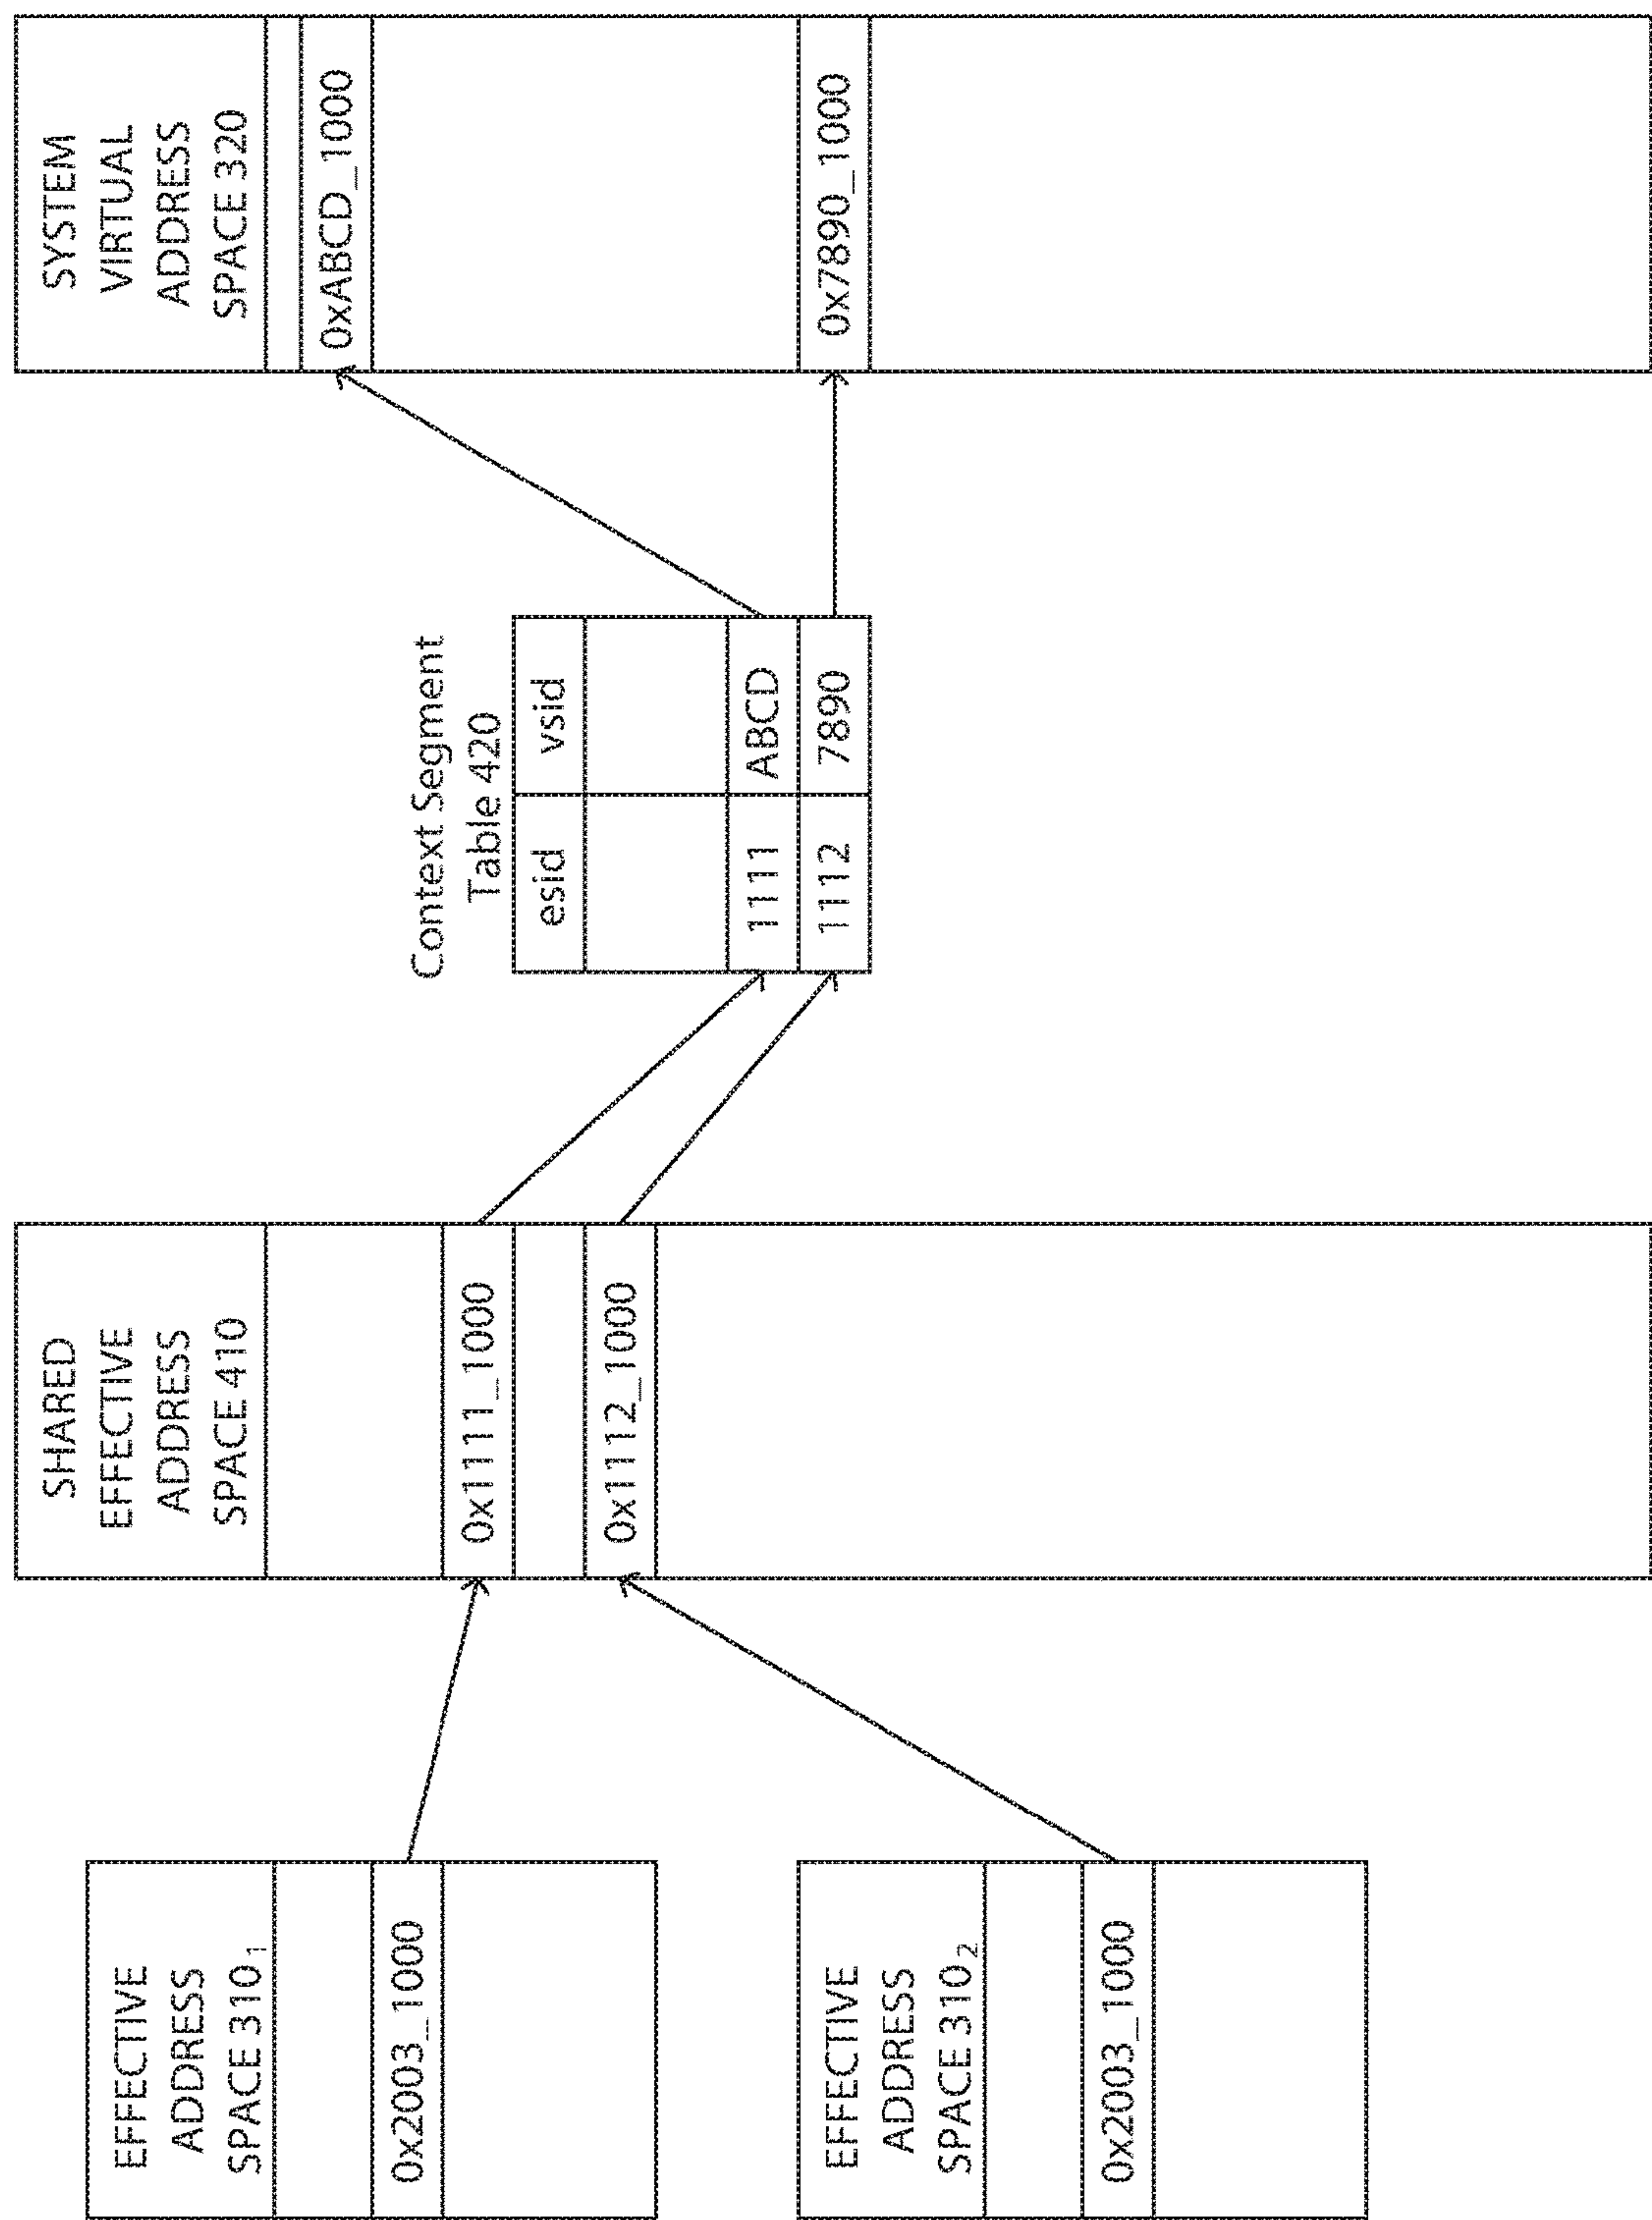 EFFECTIVE
ADDRESS
SPACE 310₁
0x2003_1000
EFFECTIVE
ADDRESS
SPACE 310₂
0x2003_1000
SHARED
EFFECTIVE
ADDRESS
SPACE 410
0x1111_1000
0x1112_1000
Context Segment
Table 420
esid vsid
1111 ABCD
1112 7890
SYSTEM
VIRTUAL
ADDRESS
SPACE 320
0xABCD_1000
0x7890_1000